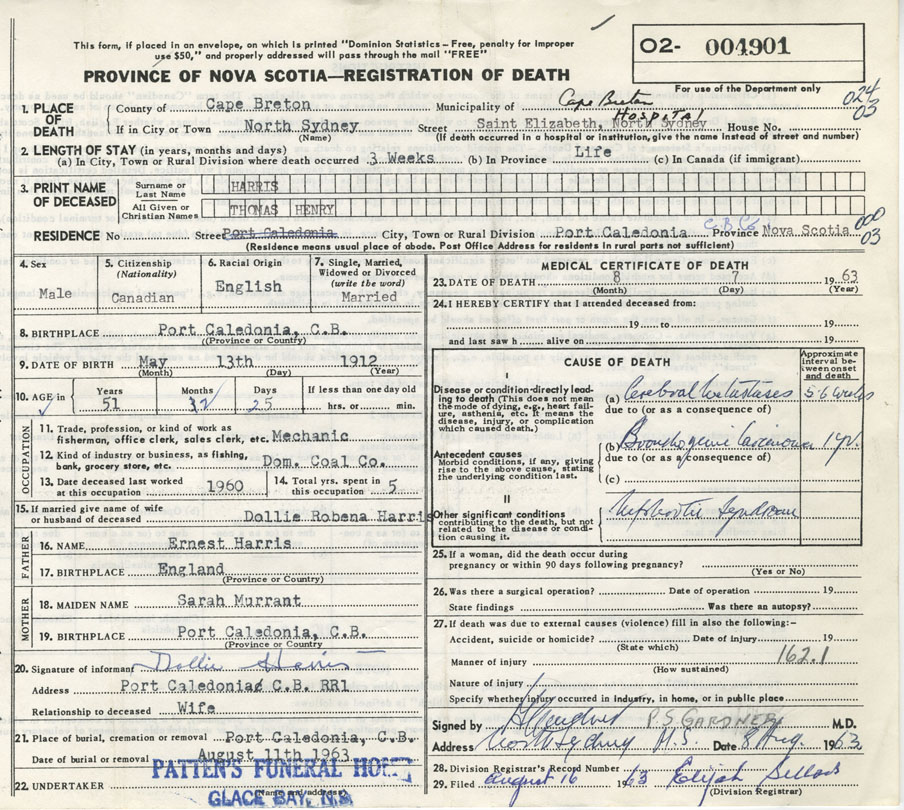 This form, if placed in an envelope, on which is printed "Dominion Statistics - Free, penalty for improper
use $50," and properly addressed will pass through the mail "FREE"
O2- 004901
PROVINCE OF NOVA SCOTIA—REGISTRATION OF DEATH
For use of the Department only
024
03
1. PLACE OF DEATH
County of Cape Breton Municipality of Cape Breton
Hospital
If in City or Town North Sydney Street Saint Elizabeth, North Sydney House No.
(Name) (If death occurred in a hospital or institution, give the name instead of street and number)
2. LENGTH OF STAY (in years, months and days)
(a) In City, Town or Rural Division where death occurred 3 Weeks (b) In Province Life (c) In Canada (if immigrant)
3. PRINT NAME OF DECEASED
Surname or Last Name HARRIS
All Given or Christian Names THOMAS HENRY
RESIDENCE No Street Port Caledonia City, Town or Rural Division Port Caledonia Province Nova Scotia
03
(Residence means usual place of abode. Post Office Address for residents in rural parts not sufficient)
4. Sex
Male
5. Citizenship
(Nationality)
Canadian
6. Racial Origin
English
7. Single, Married,
Widowed or Divorced
(write the word)
Married
8. BIRTHPLACE Port Caledonia, C.B.
(Province or Country)
9. DATE OF BIRTH May 13th 1912
(Month) (Day) (Year)
10. AGE in
Years Months Days If less than one day old
51 25 hrs. or min.
OCCUPATION
11. Trade, profession, or kind of work as
fisherman, office clerk, sales clerk, etc. Mechanic
12. Kind of industry or business, as fishing,
bank, grocery store, etc. Dom. Coal Co.
13. Date deceased last worked
at this occupation 1960
14. Total yrs. spent in
this occupation 5
15. If married give name of wife
or husband of deceased Dollie Robena Harris
FATHER
16. NAME Ernest Harris
17. BIRTHPLACE England
(Province or Country)
MOTHER
18. MAIDEN NAME Sarah Murrant
19. BIRTHPLACE Port Caledonia, C.B.
(Province or Country)
20. Signature of informant Dollie Harris
Address Port Caledonia C.B. RR1
Relationship to deceased Wife
21. Place of burial, cremation or removal Port Caledonia, C.B.
Date of burial or removal August 11th 1963
22. UNDERTAKER PATTEN'S FUNERAL HOME
(Name and address)
GLACE BAY, N.S.
MEDICAL CERTIFICATE OF DEATH
23. DATE OF DEATH 8 7 1963
(Month) (Day) (Year)
24. I HEREBY CERTIFY that I attended deceased from:
19 to 19
and last saw h alive on 19
CAUSE OF DEATH
Approximate
interval be-
tween onset
and death
I
Disease or condition-directly lead-
ing to death (This does not mean
the mode of dying, e.g., heart failure,
asthenia, etc. It means the
disease, injury, or complication
which caused death.)
(a) Cerebral Metastases 5-6 weeks
due to (or as a consequence of)
Antecedent causes
Morbid conditions, if any, giving
rise to the above cause, stating
the underlying condition last.
(b) Bronchogenic Carcinoma 1 yr.
due to (or as a consequence of)
(c)
II
Other significant conditions
contributing to the death, but not
related to the disease or condi-
tion causing it.
Nephrotic Syndrome
25. If a woman, did the death occur during
pregnancy or within 90 days following pregnancy?
(Yes or No)
26. Was there a surgical operation? Date of operation 19
State findings Was there an autopsy?
27. If death was due to external causes (violence) fill in also the following:-
Accident, suicide or homicide? Date of injury 19
(State which)
162.1
Manner of injury
(How sustained)
Nature of injury
Specify whether injury occurred in industry, in home, or in public place
Signed by P.S. GARDNER M.D.
Address North Sydney N.S. Date 8 Aug. 1963
28. Division Registrar's Record Number
29. Filed August 16 1963 Elijah
(Division Registrar)